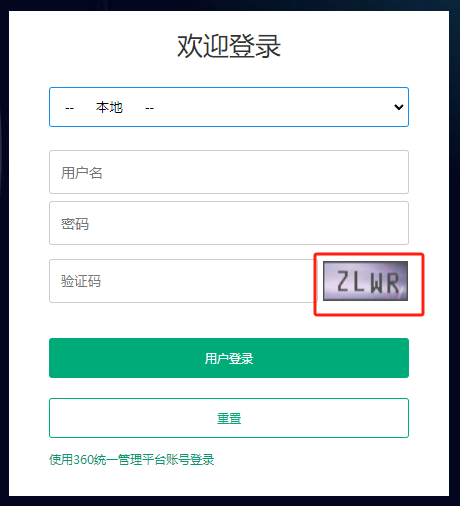 欢迎登录
-- 本地 --
用户名
密码
验证码 ZLWR
用户登录
重置
使用360统一管理平台账号登录